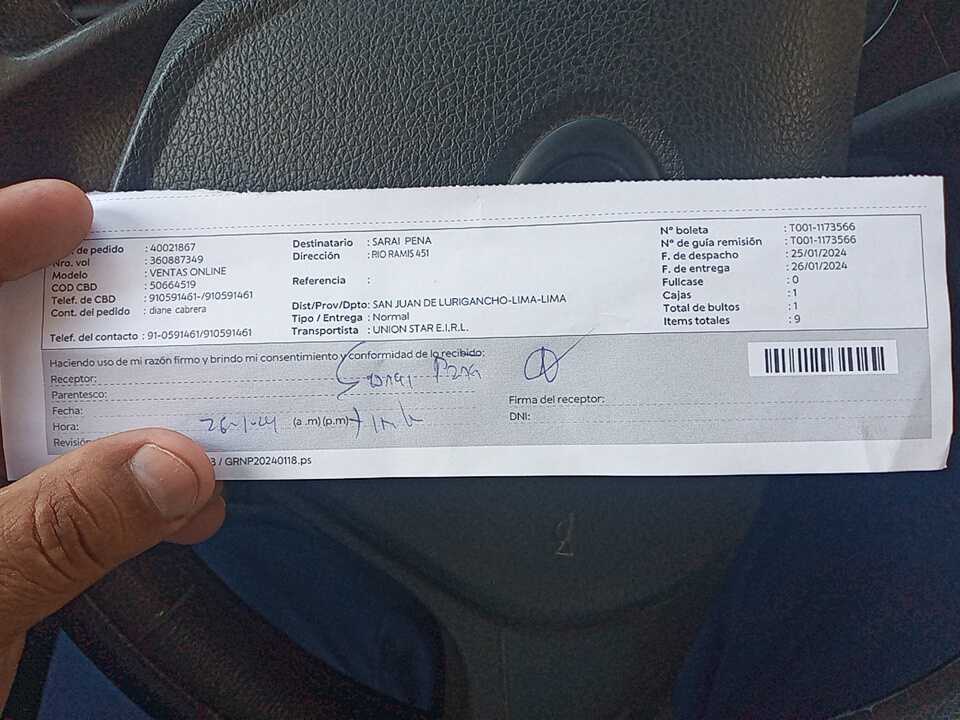 de pedido : 40021867
Nro. vol : 360887349
Modelo : VENTAS ONLINE
COD CBD : 50664519
Telef. de CBD : 910591461-/910591461
Cont. del pedido : diane cabrera
Telef. del contacto : 91-0591461/910591461
Destinatario : SARAI PENA
Dirección : RIO RAMIS 451
Referencia :
Dist/Prov/Dpto: SAN JUAN DE LURIGANCHO-LIMA-LIMA
Tipo / Entrega : Normal
Transportista : UNION STAR E.I.R.L.
N° boleta : T001-1173566
N° de guía remisión : T001-1173566
F. de despacho : 25/01/2024
F. de entrega : 26/01/2024
Fullcase : 0
Cajas : 1
Total de bultos : 1
Items totales : 9
Haciendo uso de mi razón firmo y brindo mi consentimiento y conformidad de lo recibido:
Receptor: Sarai Pena
Parentesco:
Fecha:
Hora: 26-1-24 (a .m) (p.m)
Revisión
Firma del receptor:
DNI:
3 / GRNP20240118.ps